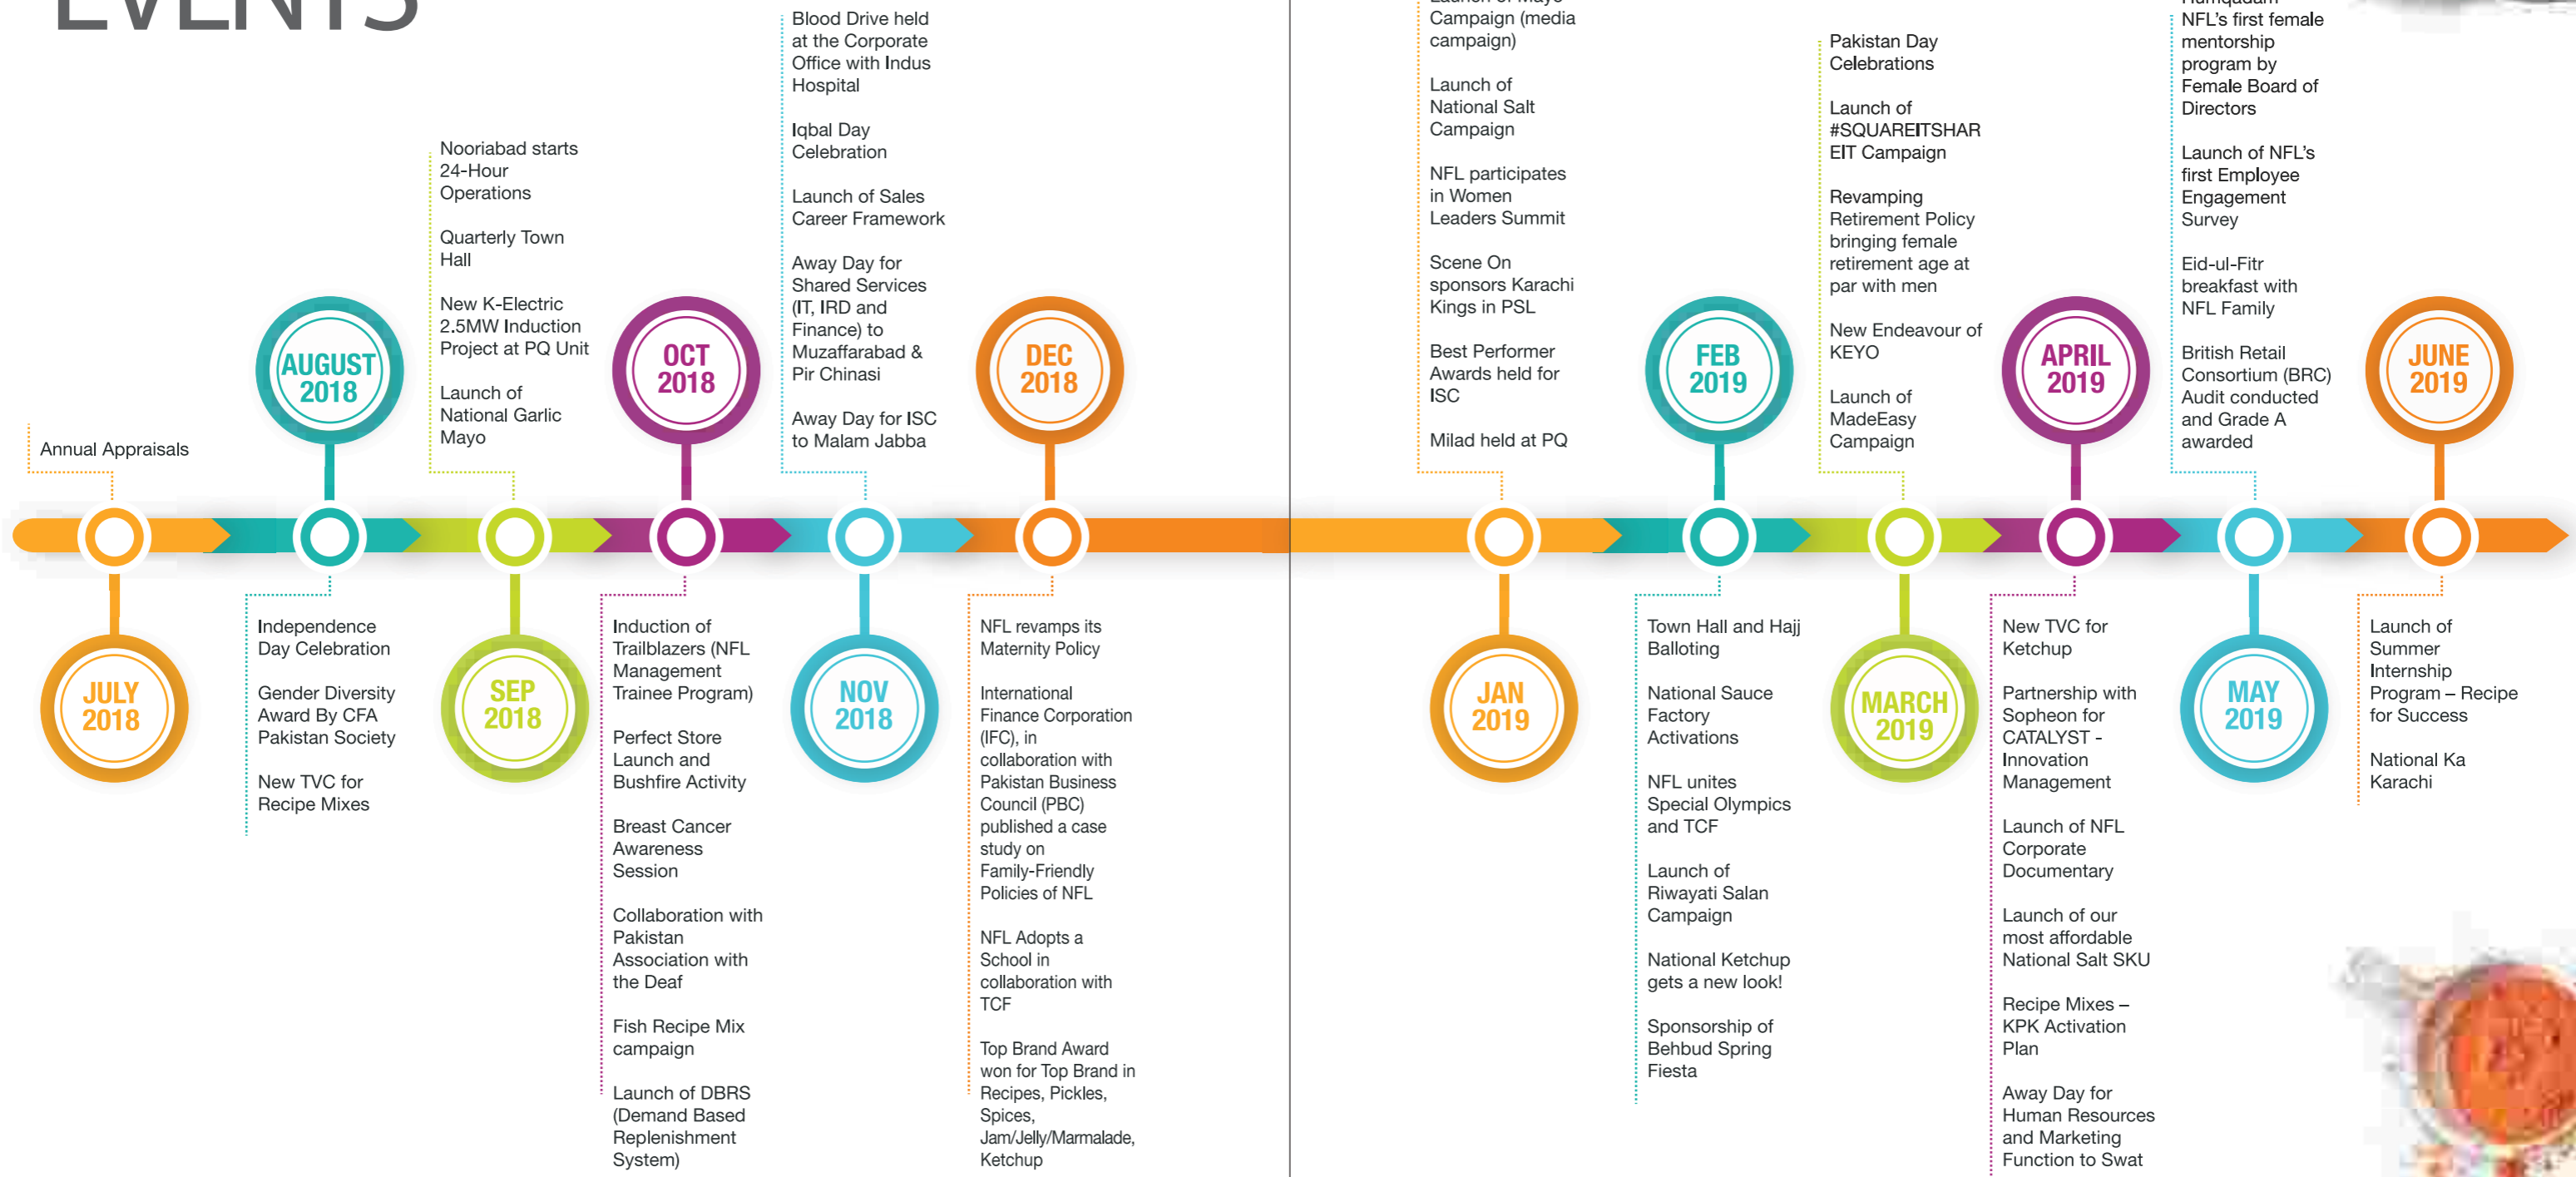 EVENTS
Annual Appraisals
JULY
2018
AUGUST
2018
Independence
Day Celebration
Gender Diversity
Award By CFA
Pakistan Society
New TVC for
Recipe Mixes
Nooriabad starts
24-Hour
Operations
Quarterly Town
Hall
New K-Electric
2.5MW Induction
Project at PQ Unit
Launch of
National Garlic
Mayo
SEP
2018
OCT
2018
Induction of
Trailblazers (NFL
Management
Trainee Program)
Perfect Store
Launch and
Bushfire Activity
Breast Cancer
Awareness
Session
Collaboration with
Pakistan
Association with
the Deaf
Fish Recipe Mix
campaign
Launch of DBRS
(Demand Based
Replenishment
System)
Blood Drive held
at the Corporate
Office with Indus
Hospital
Iqbal Day
Celebration
Launch of Sales
Career Framework
Away Day for
Shared Services
(IT, IRD and
Finance) to
Muzaffarabad &
Pir Chinasi
Away Day for ISC
to Malam Jabba
NOV
2018
DEC
2018
NFL revamps its
Maternity Policy
International
Finance Corporation
(IFC), in
collaboration with
Pakistan Business
Council (PBC)
published a case
study on
Family-Friendly
Policies of NFL
NFL Adopts a
School in
collaboration with
TCF
Top Brand Award
won for Top Brand in
Recipes, Pickles,
Spices,
Jam/Jelly/Marmalade,
Ketchup
Launch of Mayo
Campaign (media
campaign)
Launch of
National Salt
Campaign
NFL participates
in Women
Leaders Summit
Scene On
sponsors Karachi
Kings in PSL
Best Performer
Awards held for
ISC
Milad held at PQ
JAN
2019
FEB
2019
Town Hall and Hajj
Balloting
National Sauce
Factory
Activations
NFL unites
Special Olympics
and TCF
Launch of
Riwayati Salan
Campaign
National Ketchup
gets a new look!
Sponsorship of
Behbud Spring
Fiesta
Pakistan Day
Celebrations
Launch of
#SQUAREITSHAR
EIT Campaign
Revamping
Retirement Policy
bringing female
retirement age at
par with men
New Endeavour of
KEYO
Launch of
MadeEasy
Campaign
MARCH
2019
APRIL
2019
New TVC for
Ketchup
Partnership with
Sopheon for
CATALYST -
Innovation
Management
Launch of NFL
Corporate
Documentary
Launch of our
most affordable
National Salt SKU
Recipe Mixes –
KPK Activation
Plan
Away Day for
Human Resources
and Marketing
Function to Swat
Humqadam
NFL's first female
mentorship
program by
Female Board of
Directors
Launch of NFL's
first Employee
Engagement
Survey
Eid-ul-Fitr
breakfast with
NFL Family
British Retail
Consortium (BRC)
Audit conducted
and Grade A
awarded
MAY
2019
JUNE
2019
Launch of
Summer
Internship
Program – Recipe
for Success
National Ka
Karachi